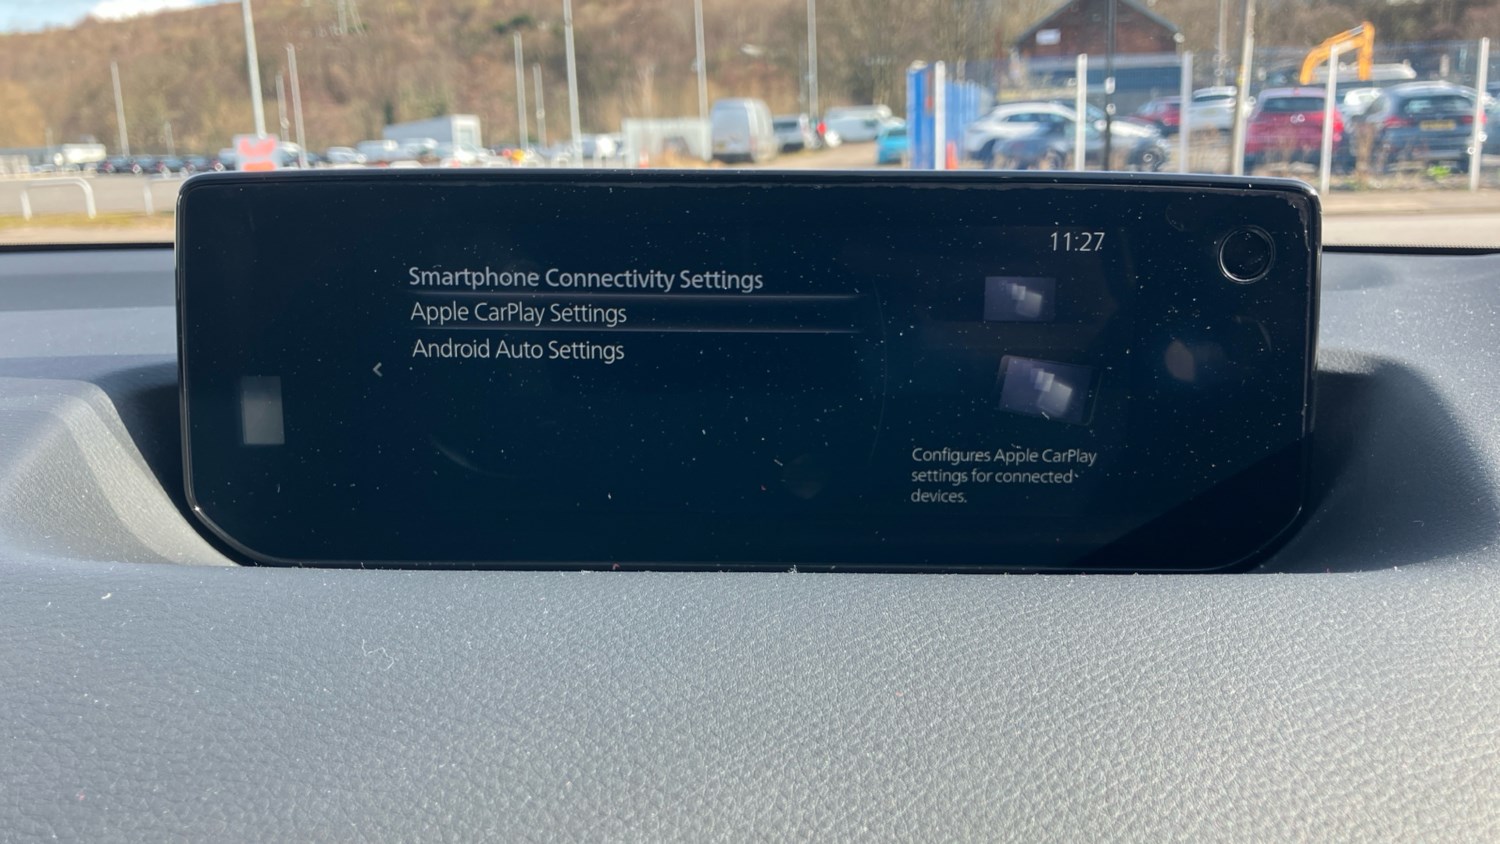 11:27
Smartphone Connectivity Settings
Apple CarPlay Settings
Android Auto Settings
Configures Apple CarPlay
settings for connected
devices.